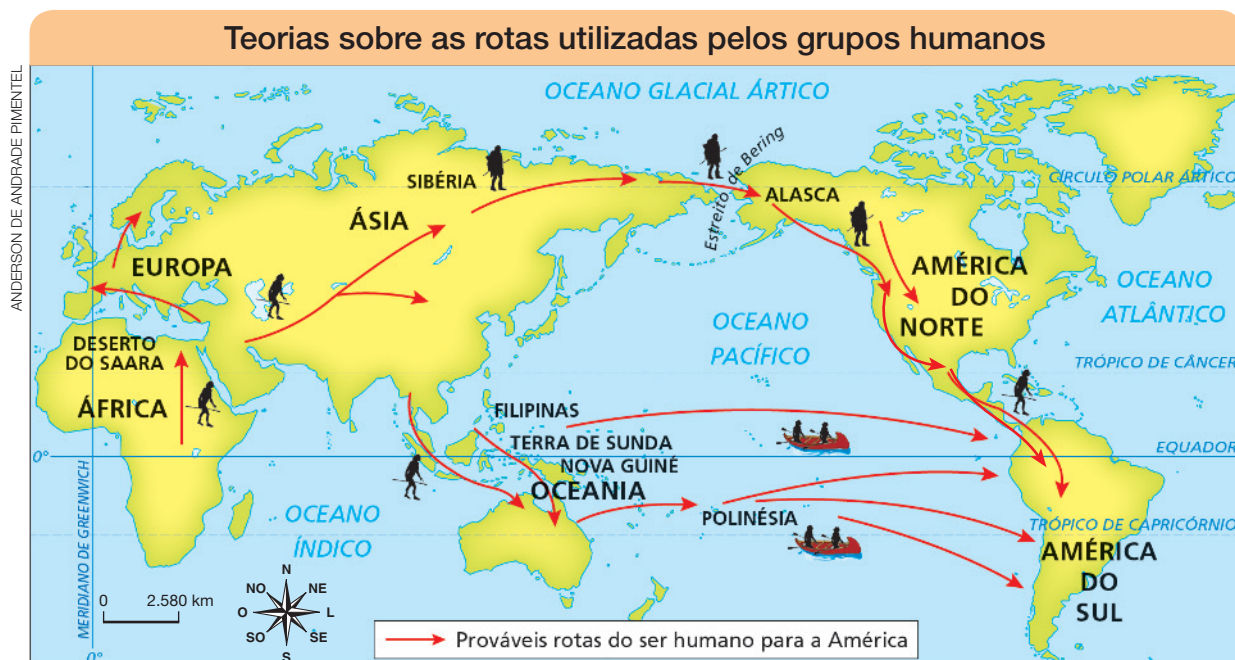 Teorias sobre as rotas utilizadas pelos grupos humanos
ANDERSON DE ANDRADE PIMENTEL
OCEANO GLACIAL ÁRTICO
Estreito de Bering
SIBÉRIA
ALASCA
CÍRCULO POLAR ÁRTICO
ÁSIA
EUROPA
AMÉRICA
DO
NORTE
OCEANO
ATLÂNTICO
OCEANO
PACÍFICO
DESERTO
DO SAARA
TRÓPICO DE CÂNCER
ÁFRICA
FILIPINAS
TERRA DE SUNDA
NOVA GUINÉ
EQUADOR
0°
OCEANIA
OCEANO
ÍNDICO
POLINÉSIA
TRÓPICO DE CAPRICÓRNIO
AMÉRICA
DO
SUL
MERIDIANO DE GREENWICH
0 2.580 km
N
NO NE
O L
SO SE
S
0°
Prováveis rotas do ser humano para a América